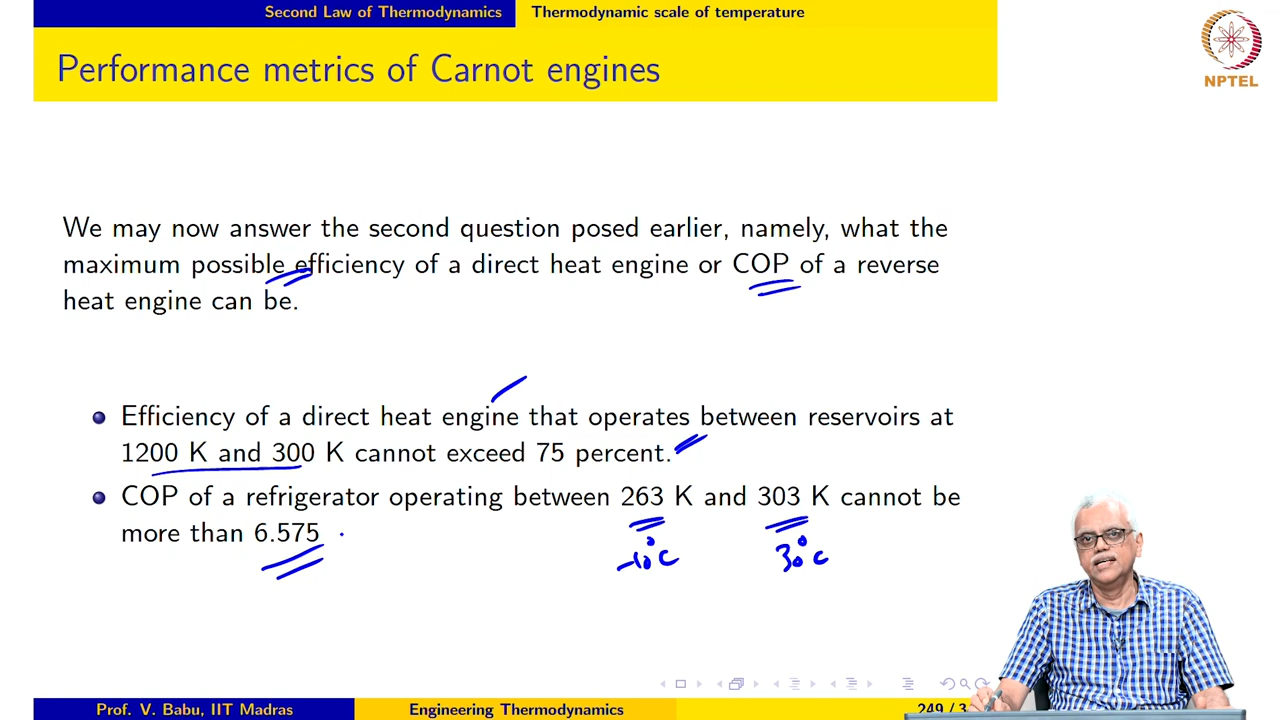 Second Law of Thermodynamics Thermodynamic scale of temperature
Performance metrics of Carnot engines
NPTEL
We may now answer the second question posed earlier, namely, what the
maximum possible efficiency of a direct heat engine or COP of a reverse
heat engine can be.
Efficiency of a direct heat engine that operates between reservoirs at
1200 K and 300 K cannot exceed 75 percent.
COP of a refrigerator operating between 263 K and 303 K cannot be
more than 6.575
-10°C 30°C
Prof. V. Babu, IIT Madras Engineering Thermodynamics 249 / 3